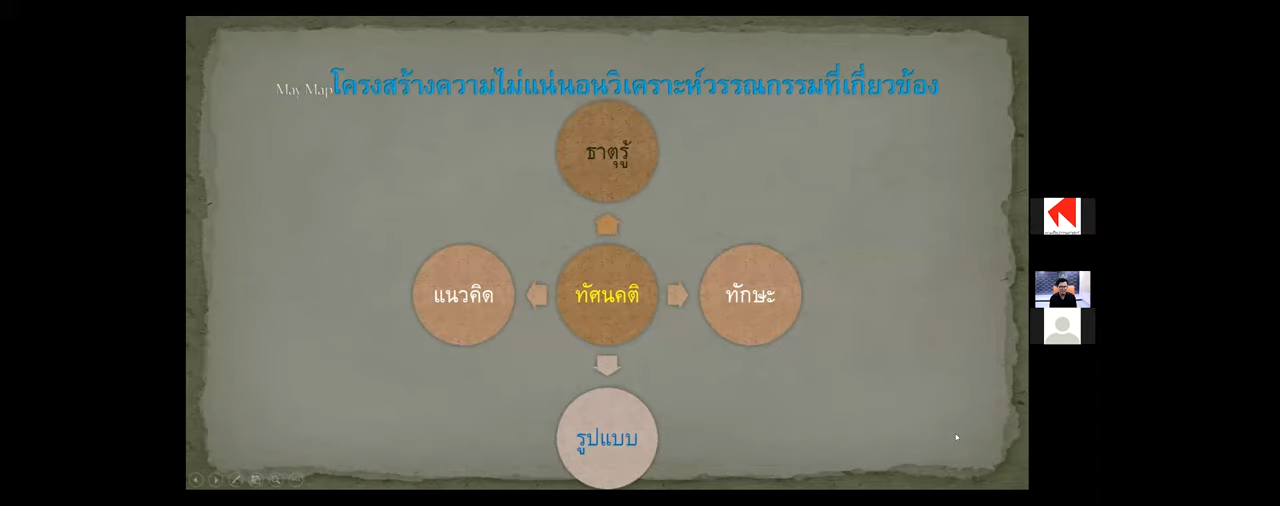 May Map โครงสร้างความไม่แน่นอนวิเคราะห์วรรณกรรมที่เกี่ยวข้อง
ธาตุรู้
แนวคิด
ทัศนคติ
ทักษะ
รูปแบบ